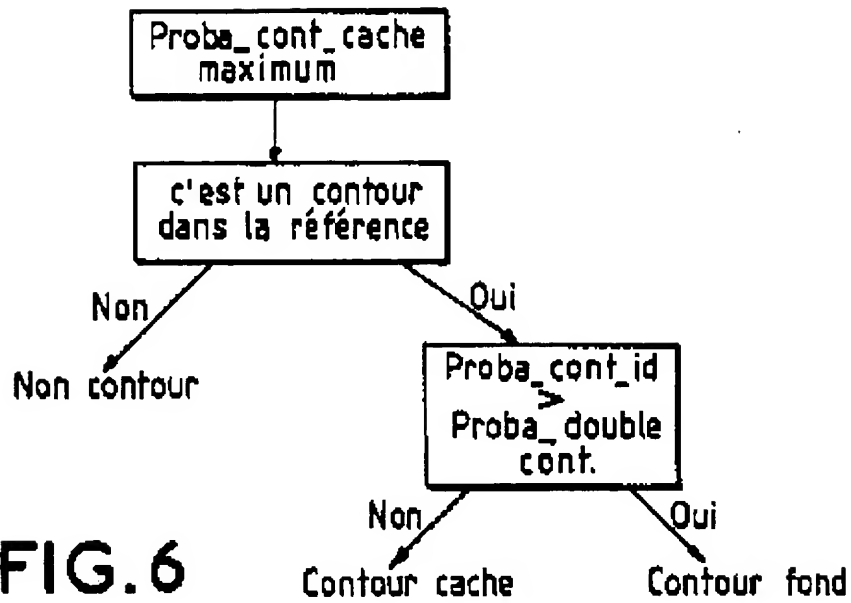 Proba_cont_cache
maximum
c'est un contour
dans la référence
Non
Oui
Non contour
Proba_cont_id
>
Proba_double
cont.
Non
Oui
FIG.6
Contour cache
Contour fond